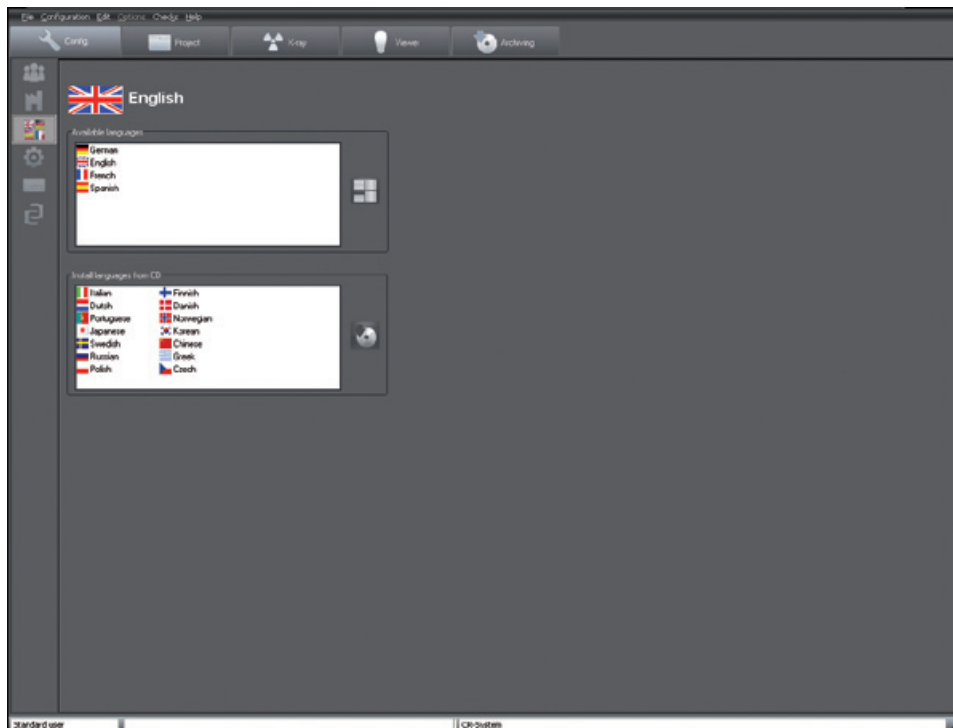 File Configuration Edit Options Checks Help
Config. Project X-ray Viewer Archiving
English
Available languages
German
English
French
Spanish
Install languages from CD
Italian Finnish
Dutch Danish
Portuguese Norwegian
Japanese Korean
Swedish Chinese
Russian Greek
Polish Czech
Standard user CR-System